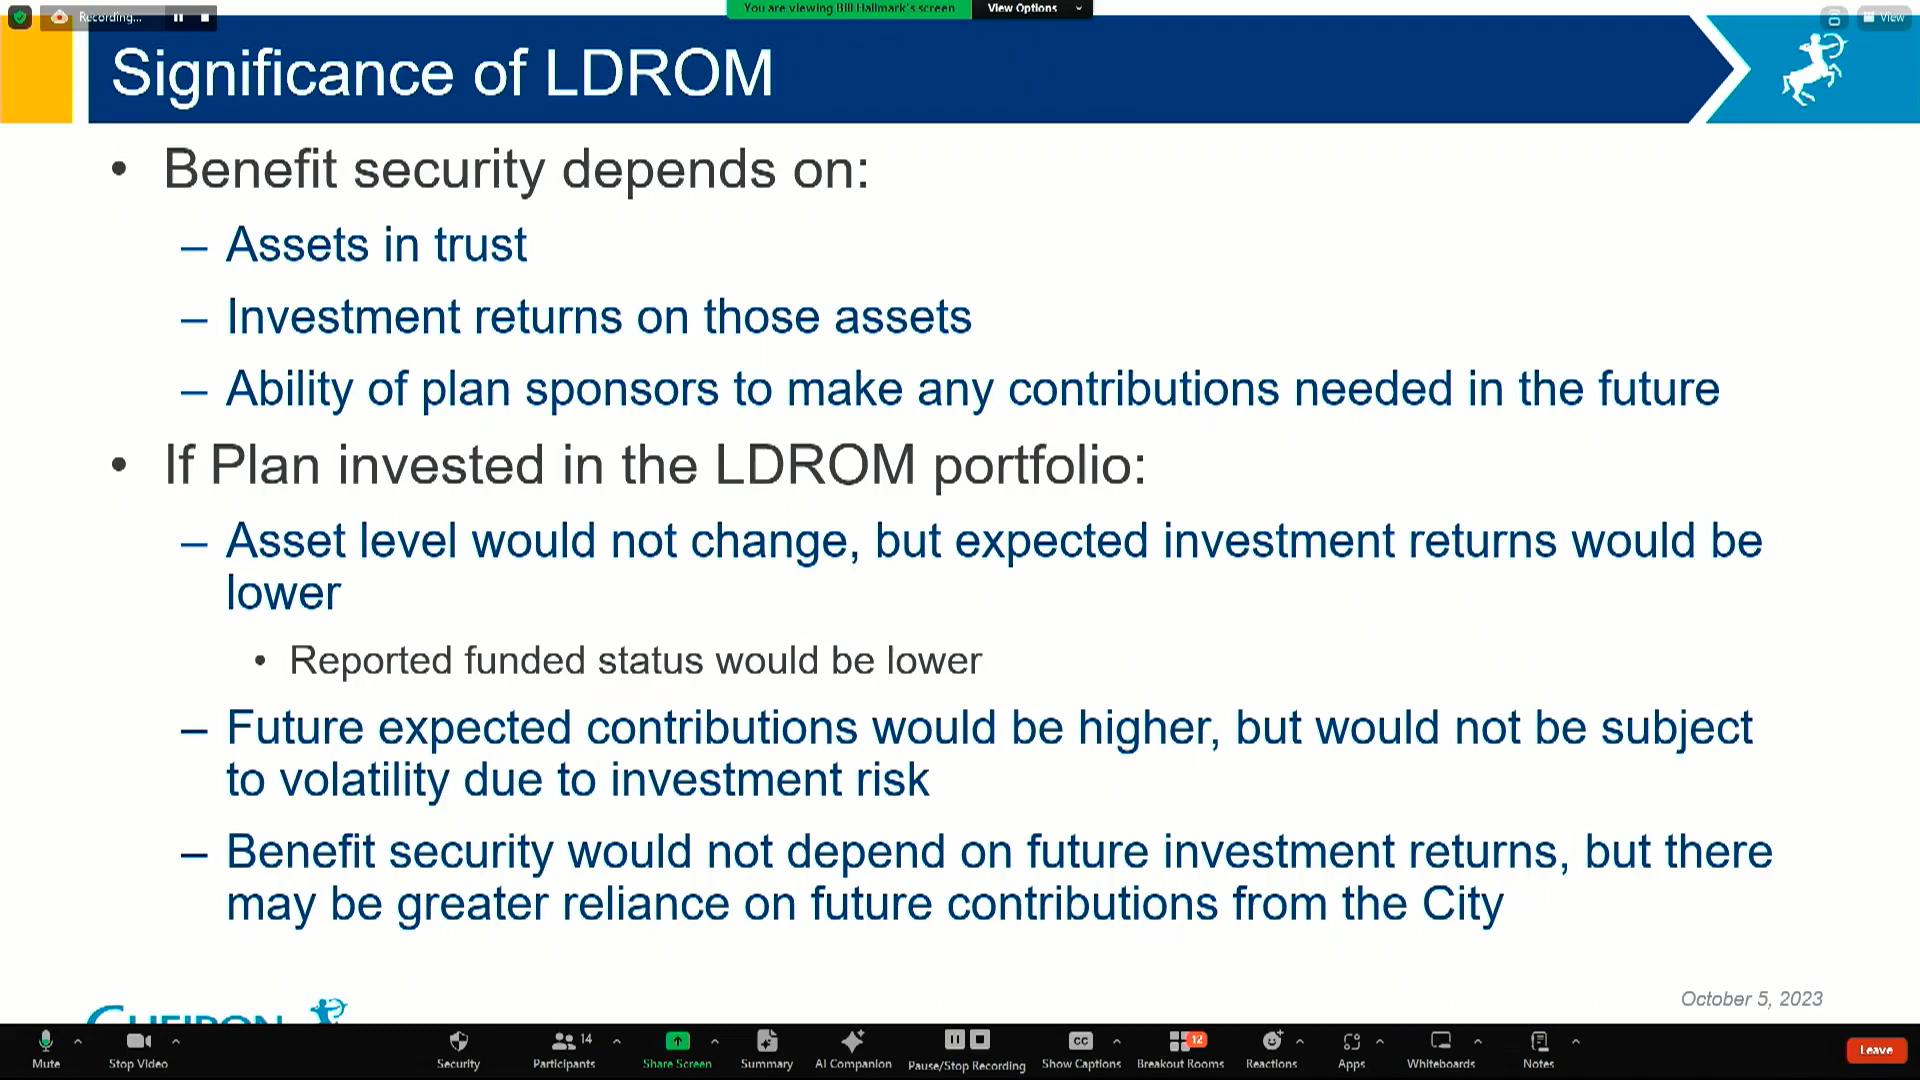 Recording...
You are viewing Bill Hallmark's screen
View Options
View
Significance of LDROM
• Benefit security depends on:
– Assets in trust
– Investment returns on those assets
– Ability of plan sponsors to make any contributions needed in the future
• If Plan invested in the LDROM portfolio:
– Asset level would not change, but expected investment returns would be
lower
• Reported funded status would be lower
– Future expected contributions would be higher, but would not be subject
to volatility due to investment risk
– Benefit security would not depend on future investment returns, but there
may be greater reliance on future contributions from the City
October 5, 2023
CHEIRON
Mute
Stop Video
Security
Participants 14
Share Screen
Summary
AI Companion
Pause/Stop Recording
CC
Show Captions
12
Breakout Rooms
Reactions
Apps
Whiteboards
Notes
Leave